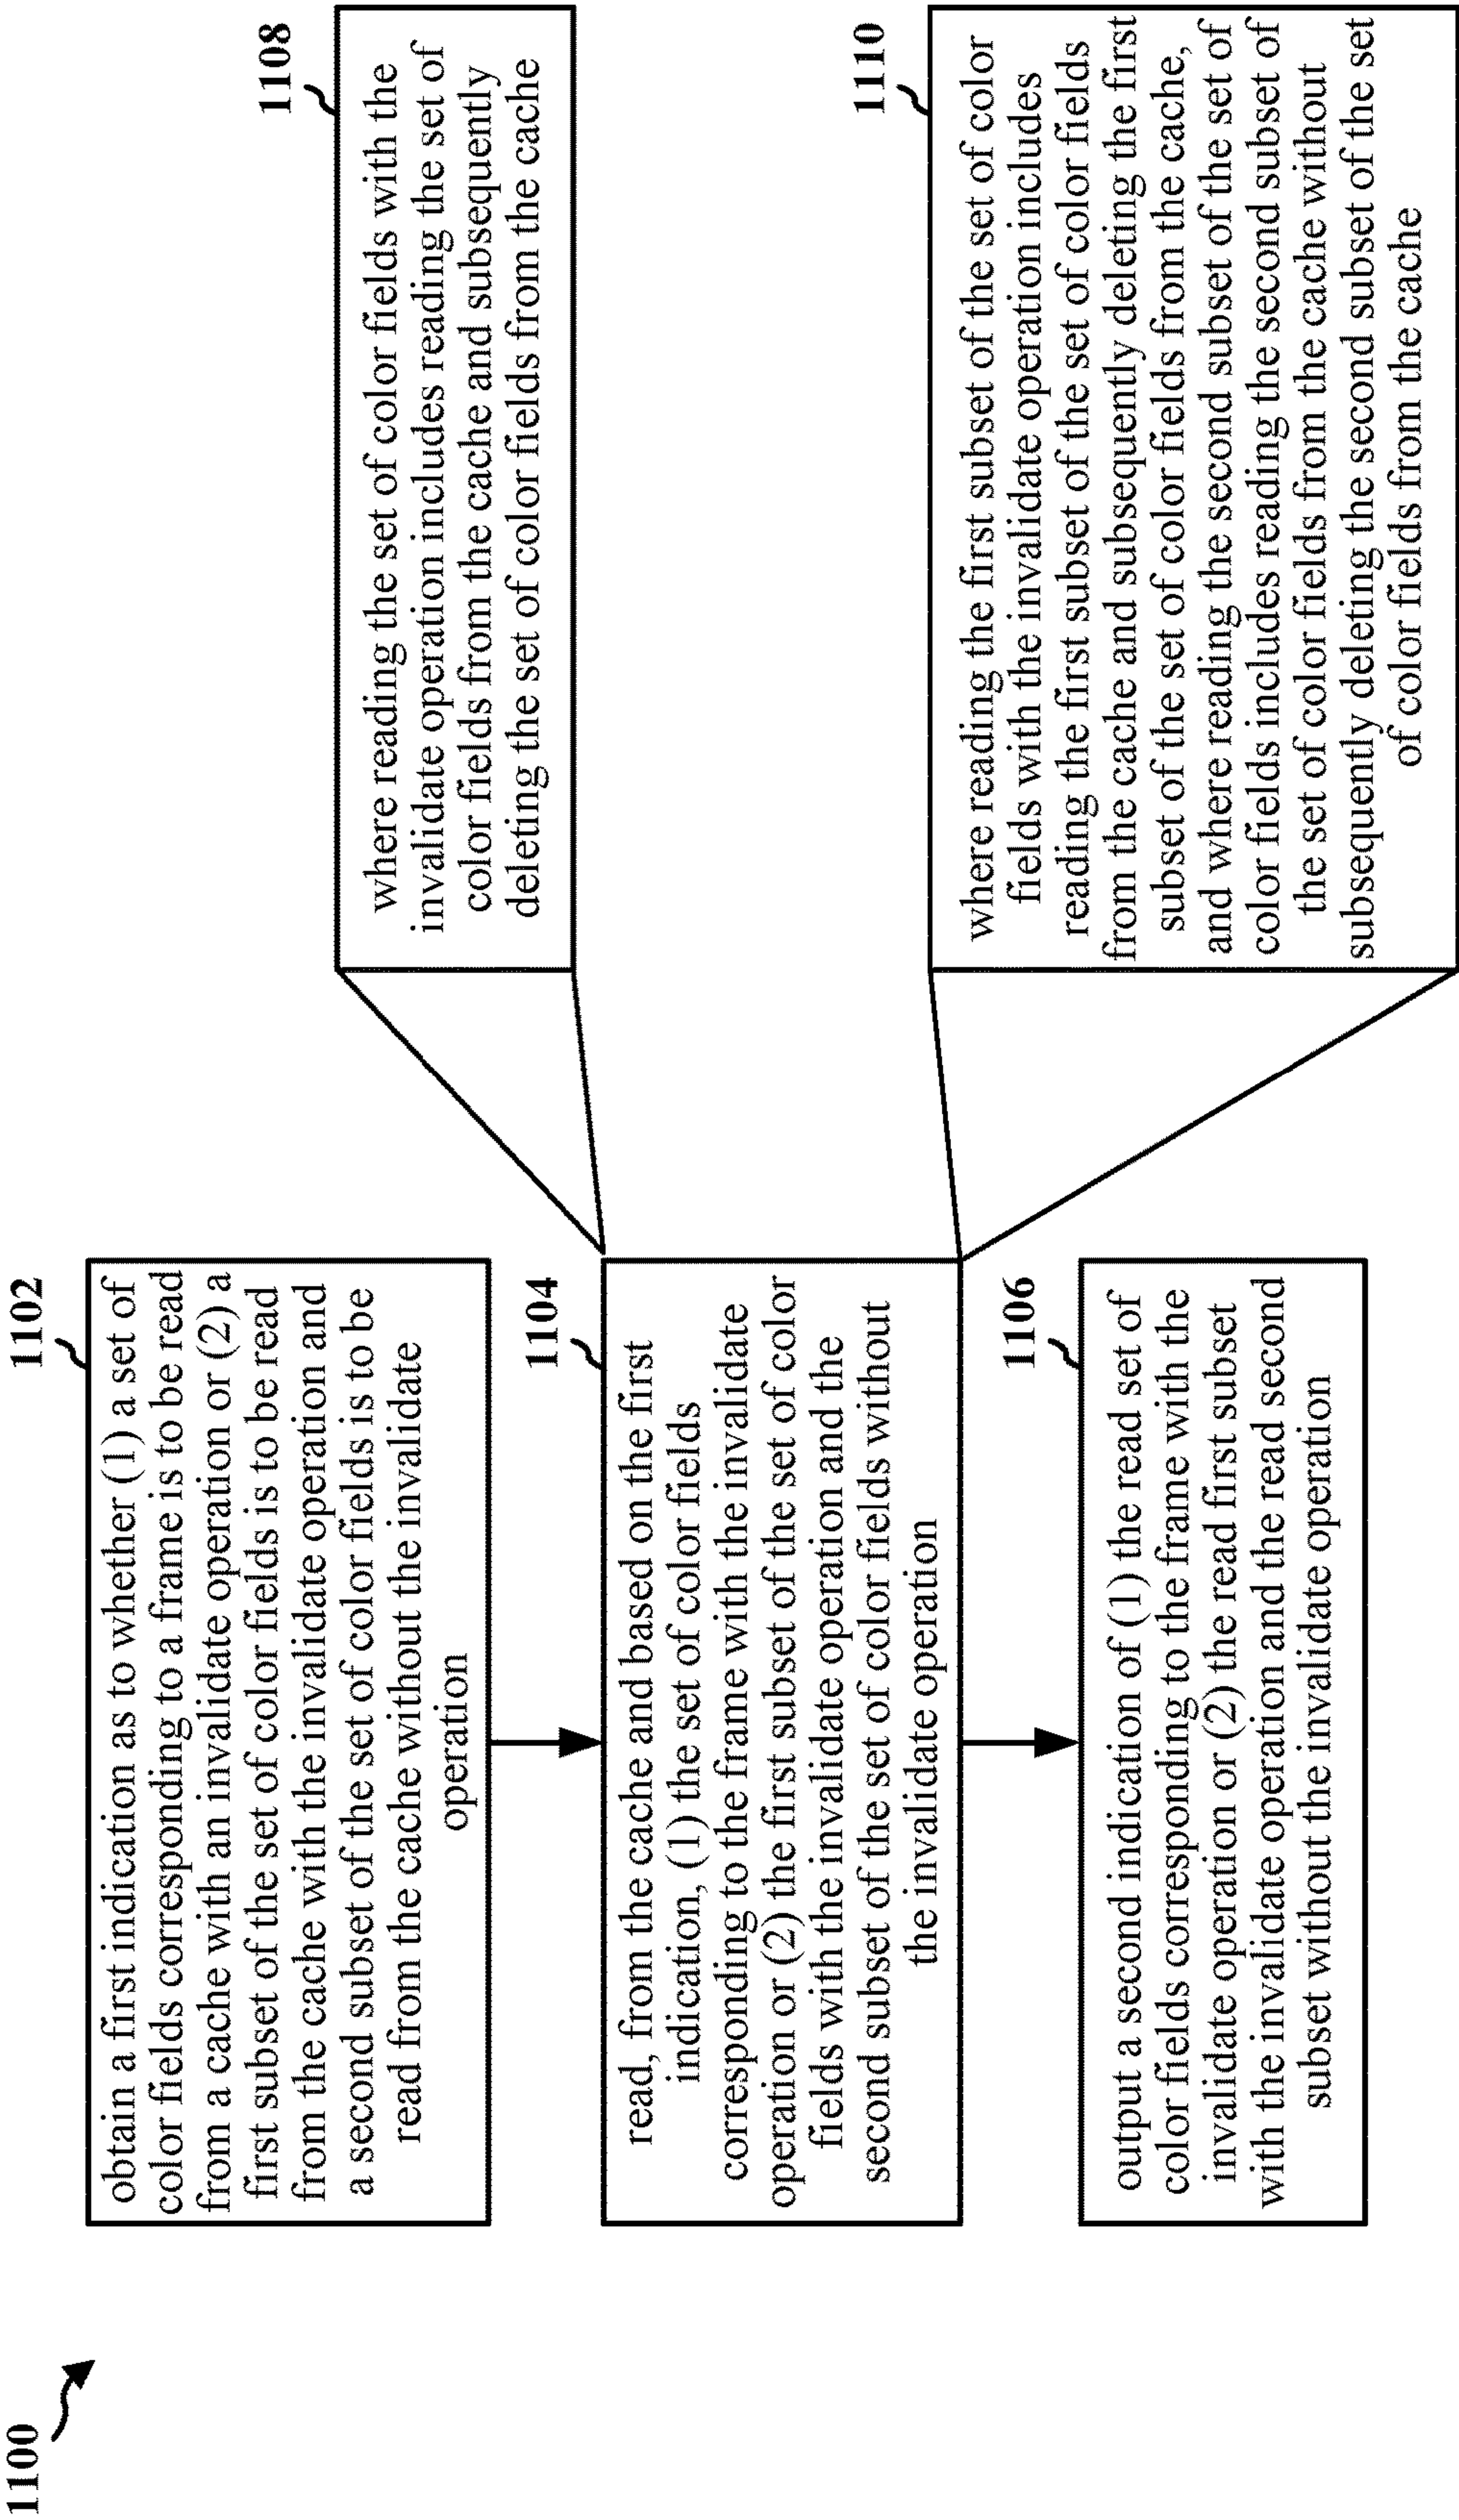 1100
1102
obtain a first indication as to whether (1) a set of
color fields corresponding to a frame is to be read
from a cache with an invalidate operation or (2) a
first subset of the set of color fields is to be read
from the cache with the invalidate operation and
a second subset of the set of color fields is to be
read from the cache without the invalidate
operation
1104
read, from the cache and based on the first
indication, (1) the set of color fields
corresponding to the frame with the invalidate
operation or (2) the first subset of the set of color
fields with the invalidate operation and the
second subset of the set of color fields without
the invalidate operation
1106
output a second indication of (1) the read set of
color fields corresponding to the frame with the
invalidate operation or (2) the read first subset
with the invalidate operation and the read second
subset without the invalidate operation
1108
where reading the set of color fields with the
invalidate operation includes reading the set of
color fields from the cache and subsequently
deleting the set of color fields from the cache
1110
where reading the first subset of the set of color
fields with the invalidate operation includes
reading the first subset of the set of color fields
from the cache and subsequently deleting the first
subset of the set of color fields from the cache,
and where reading the second subset of the set of
color fields includes reading the second subset of
the set of color fields from the cache without
subsequently deleting the second subset of the set
of color fields from the cache